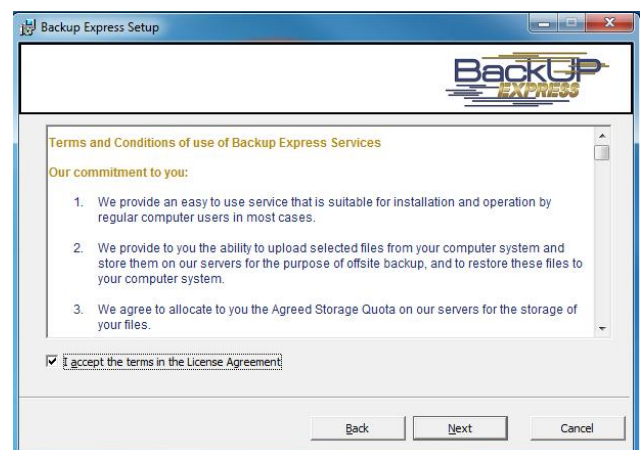 Backup Express Setup
BackUP
EXPRESS
Terms and Conditions of use of Backup Express Services
Our commitment to you:
1. We provide an easy to use service that is suitable for installation and operation by
regular computer users in most cases.
2. We provide to you the ability to upload selected files from your computer system and
store them on our servers for the purpose of offsite backup, and to restore these files to
your computer system.
3. We agree to allocate to you the Agreed Storage Quota on our servers for the storage of
your files.
I accept the terms in the License Agreement
Back Next Cancel